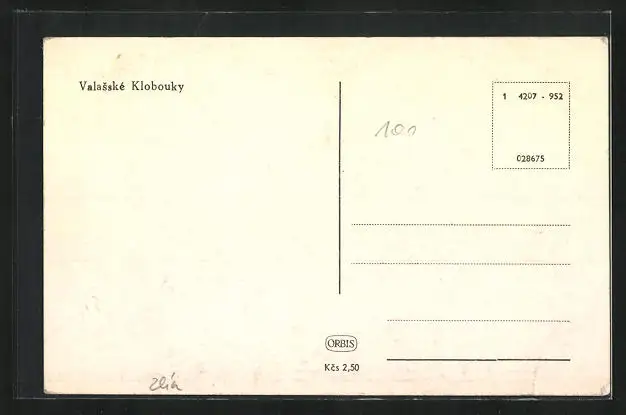 Valašské Klobouky
1 4207 - 952
100
028675
ORBIS
Kčs 2,50
zlín